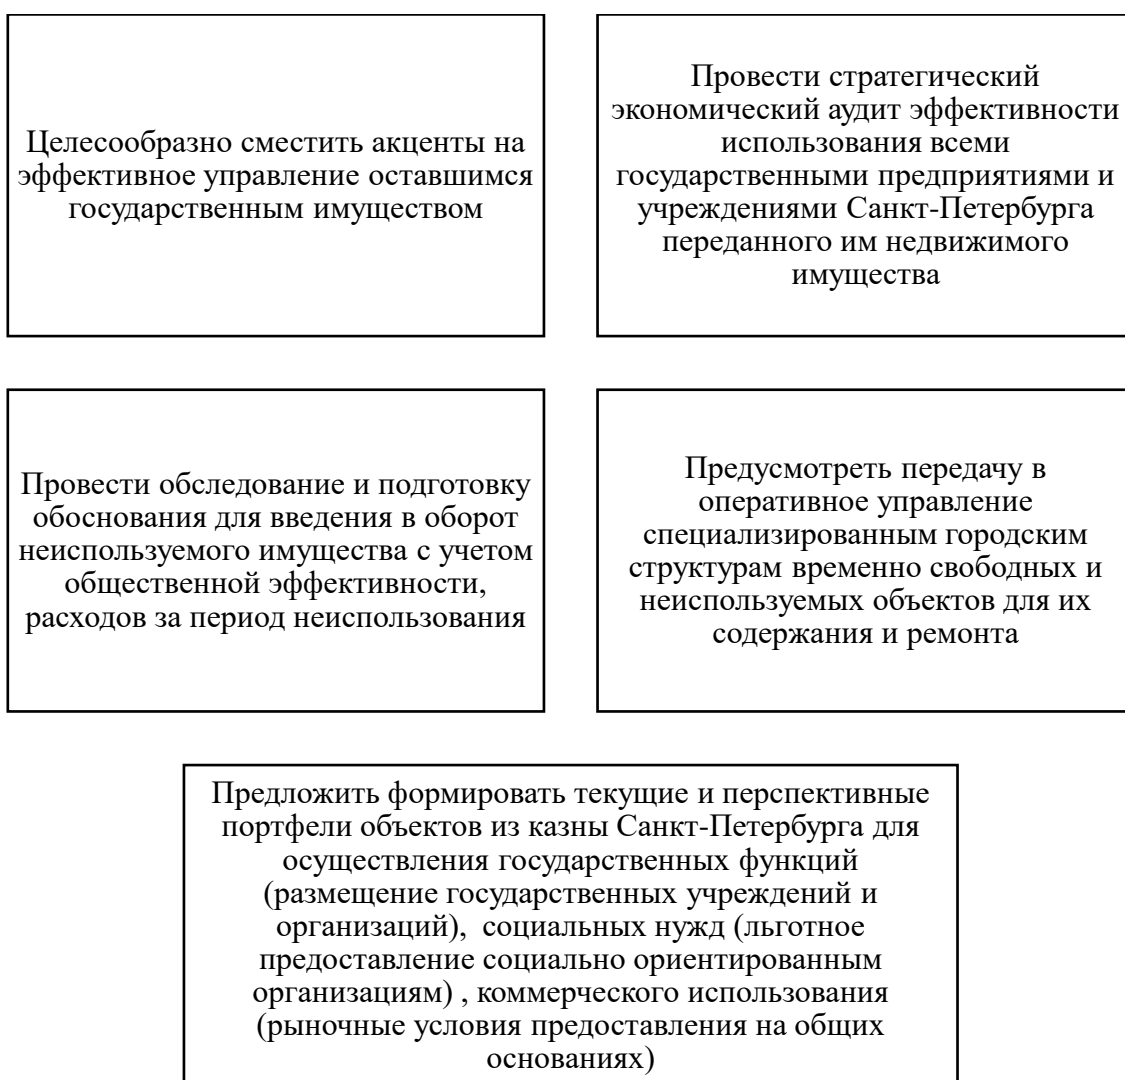 Целесообразно сместить акценты на
эффективное управление оставшимся
государственным имуществом
Провести стратегический
экономический аудит эффективности
использования всеми
государственными предприятиями и
учреждениями Санкт-Петербурга
переданного им недвижимого
имущества
Провести обследование и подготовку
обоснования для введения в оборот
неиспользуемого имущества с учетом
общественной эффективности,
расходов за период неиспользования
Предусмотреть передачу в
оперативное управление
специализированным городским
структурам временно свободных и
неиспользуемых объектов для их
содержания и ремонта
Предложить формировать текущие и перспективные
портфели объектов из казны Санкт-Петербурга для
осуществления государственных функций
(размещение государственных учреждений и
организаций),  социальных нужд (льготное
предоставление социально ориентированным
организациям) , коммерческого использования
(рыночные условия предоставления на общих
основаниях)